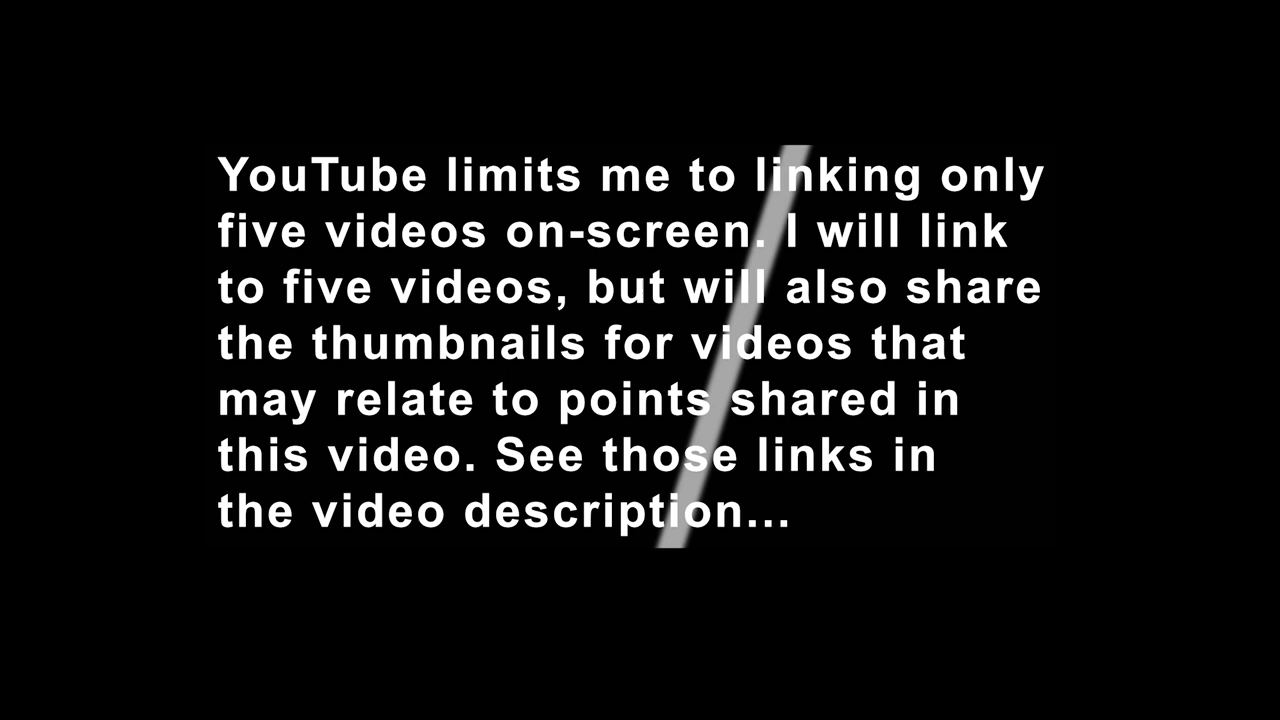 YouTube limits me to linking only
five videos on-screen. I will link
to five videos, but will also share
the thumbnails for videos that
may relate to points shared in
this video. See those links in
the video description...